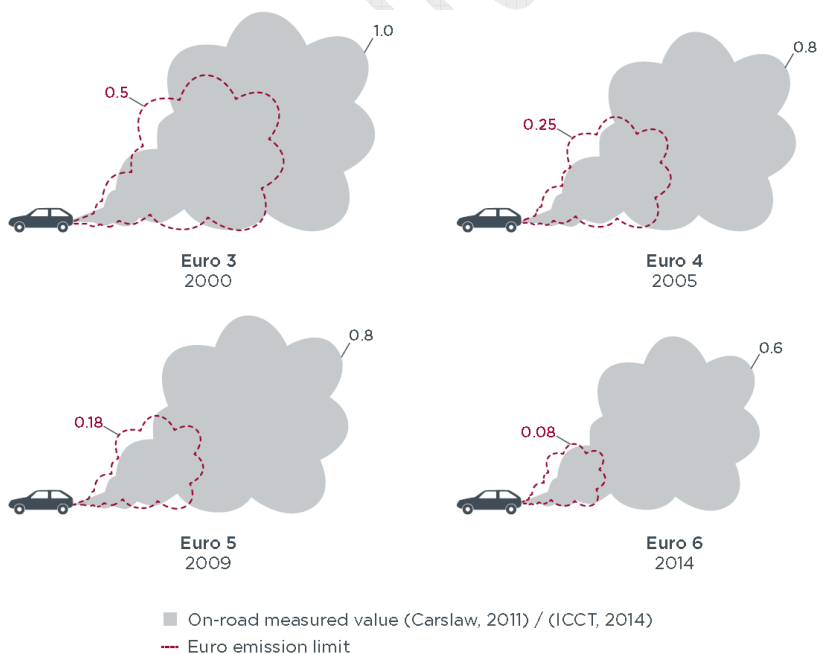 1.0
0.5
Euro 3
2000
0.8
0.25
Euro 4
2005
0.8
0.18
Euro 5
2009
0.6
0.08
Euro 6
2014
On-road measured value (Carslaw, 2011) / (ICCT, 2014)
Euro emission limit